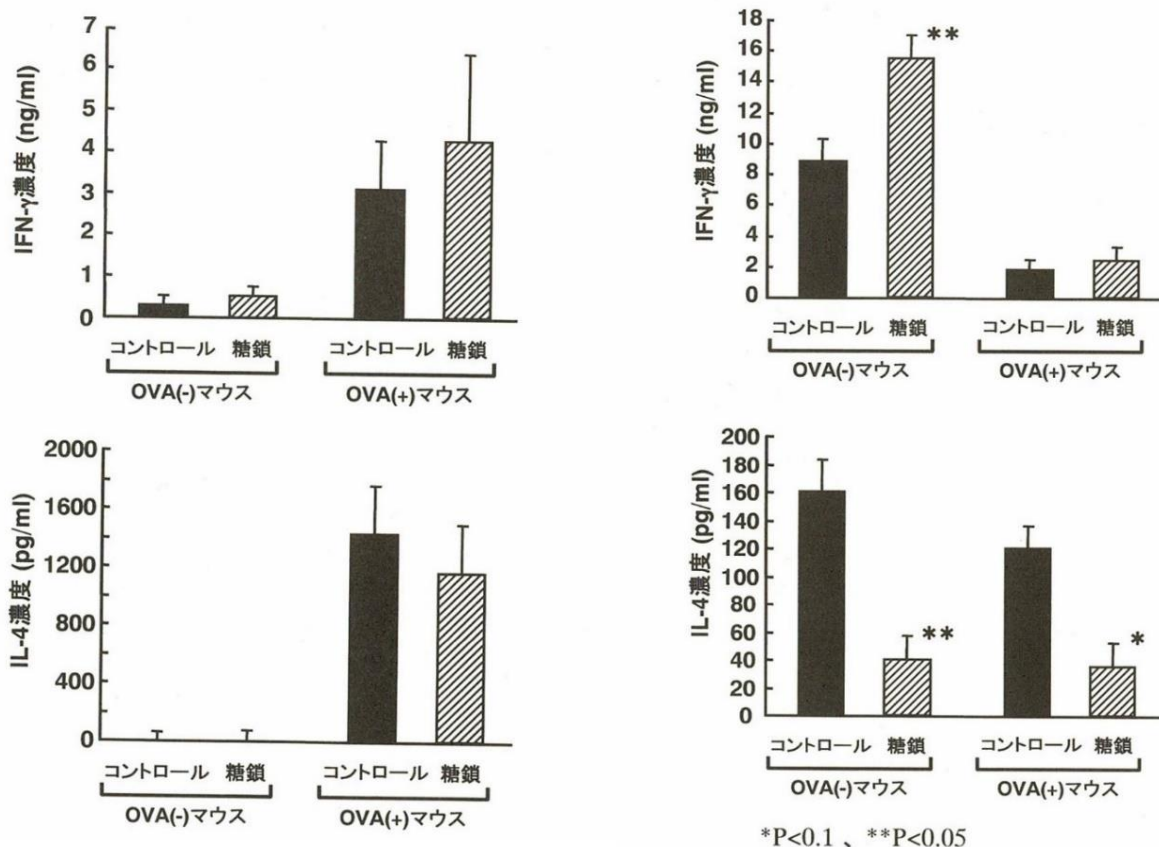 IFN-γ濃度 (ng/ml)
7
6
5
4
3
2
1
0
コントロール 糖鎖 コントロール 糖鎖
OVA(-)マウス OVA(+)マウス
IFN-γ濃度 (ng/ml)
18
16
14
12
10
8
6
4
2
0
**
コントロール 糖鎖 コントロール 糖鎖
OVA(-)マウス OVA(+)マウス
IL-4濃度 (pg/ml)
2000
1600
1200
800
400
0
コントロール 糖鎖 コントロール 糖鎖
OVA(-)マウス OVA(+)マウス
IL-4濃度 (pg/ml)
200
180
160
140
120
100
80
60
40
20
0
**
*
コントロール 糖鎖 コントロール 糖鎖
OVA(-)マウス OVA(+)マウス
*P<0.1 、**P<0.05